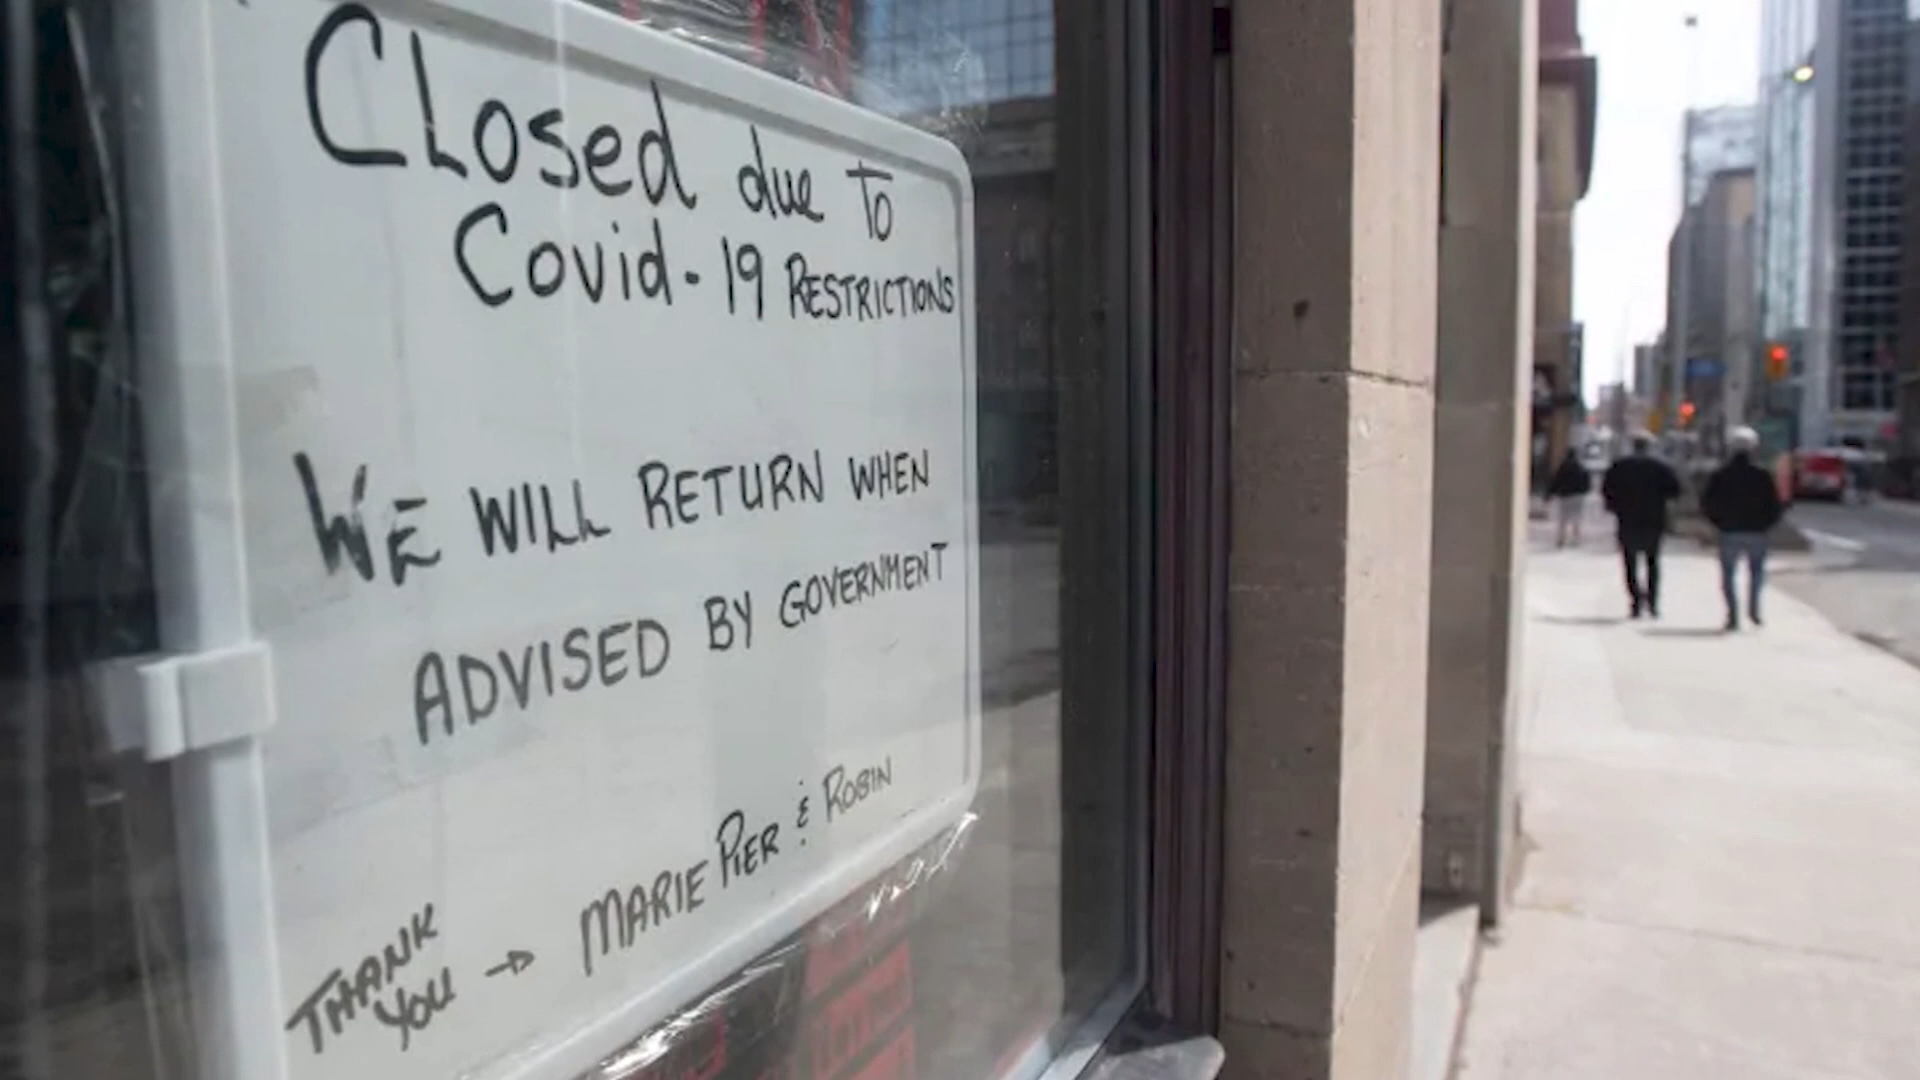 Closed due To
Covid-19 RESTRICTIONS
WE WILL RETURN WHEN
ADVISED BY GOVERNMENT
THANK
YOU → MARIE PIER & ROBIN